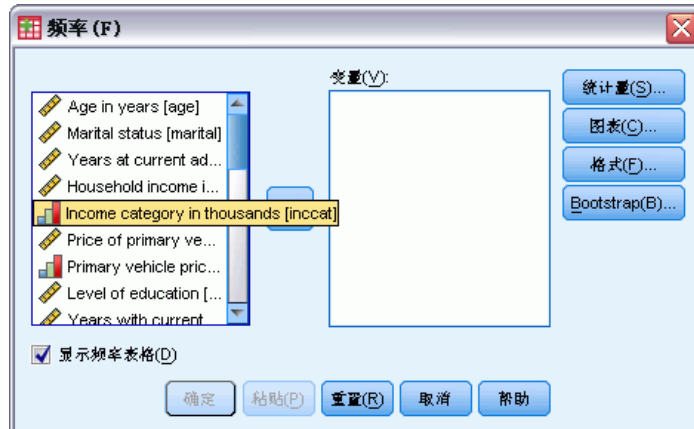 频率(F)
变量(V):
Age in years [age]
Marital status [marital]
Years at current ad...
Household income i...
Income category in thousands [inccat]
Price of primary ve...
Primary vehicle pric...
Level of education [...
Years with current
统计量(S)...
图表(C)...
格式(F)...
Bootstrap(B)...
显示频率表格(D)
确定
粘贴(P)
重置(R)
取消
帮助